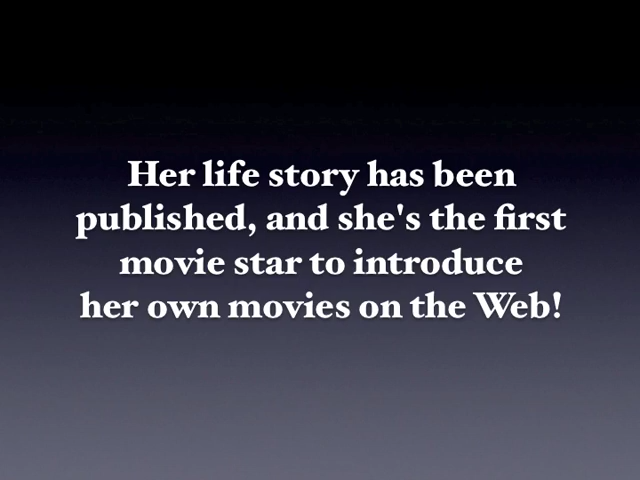 Her life story has been
published, and she's the first
movie star to introduce
her own movies on the Web!